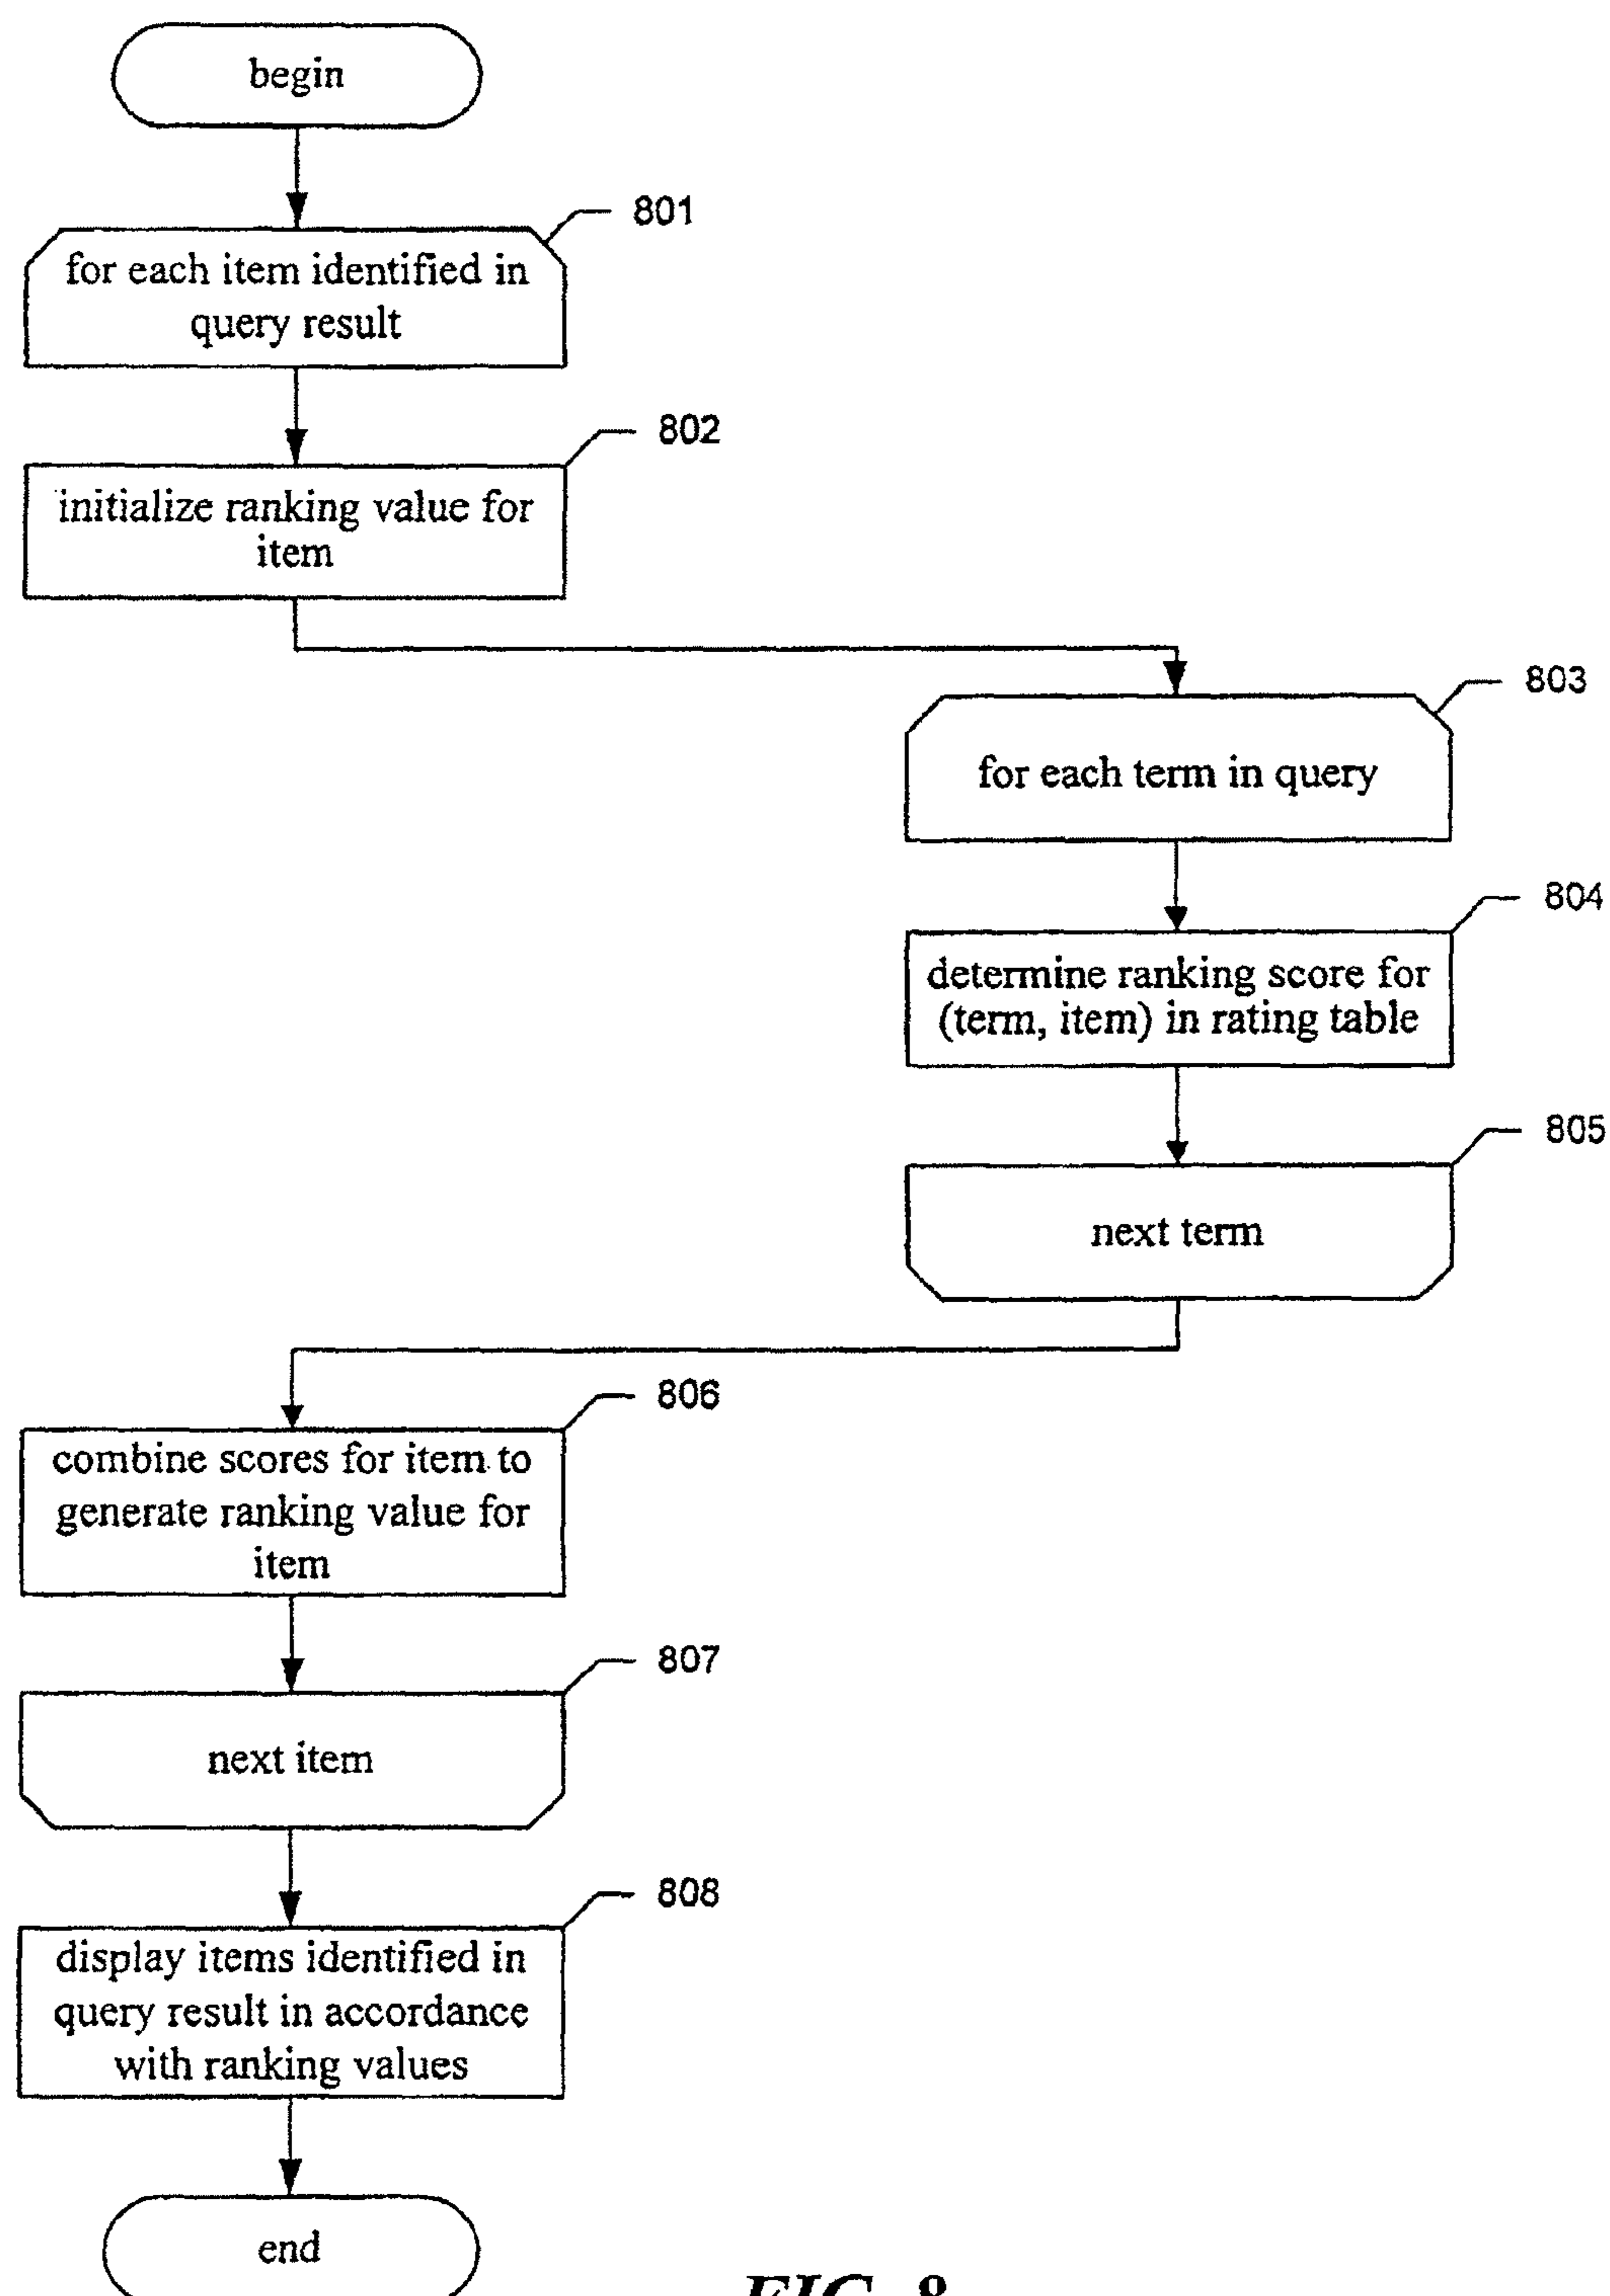 begin
801
for each item identified in
query result
802
initialize ranking value for
item
803
for each term in query
804
determine ranking score for
(term, item) in rating table
805
next term
806
combine scores for item to
generate ranking value for
item
807
next item
808
display items identified in
query result in accordance
with ranking values
end
FIG. 8